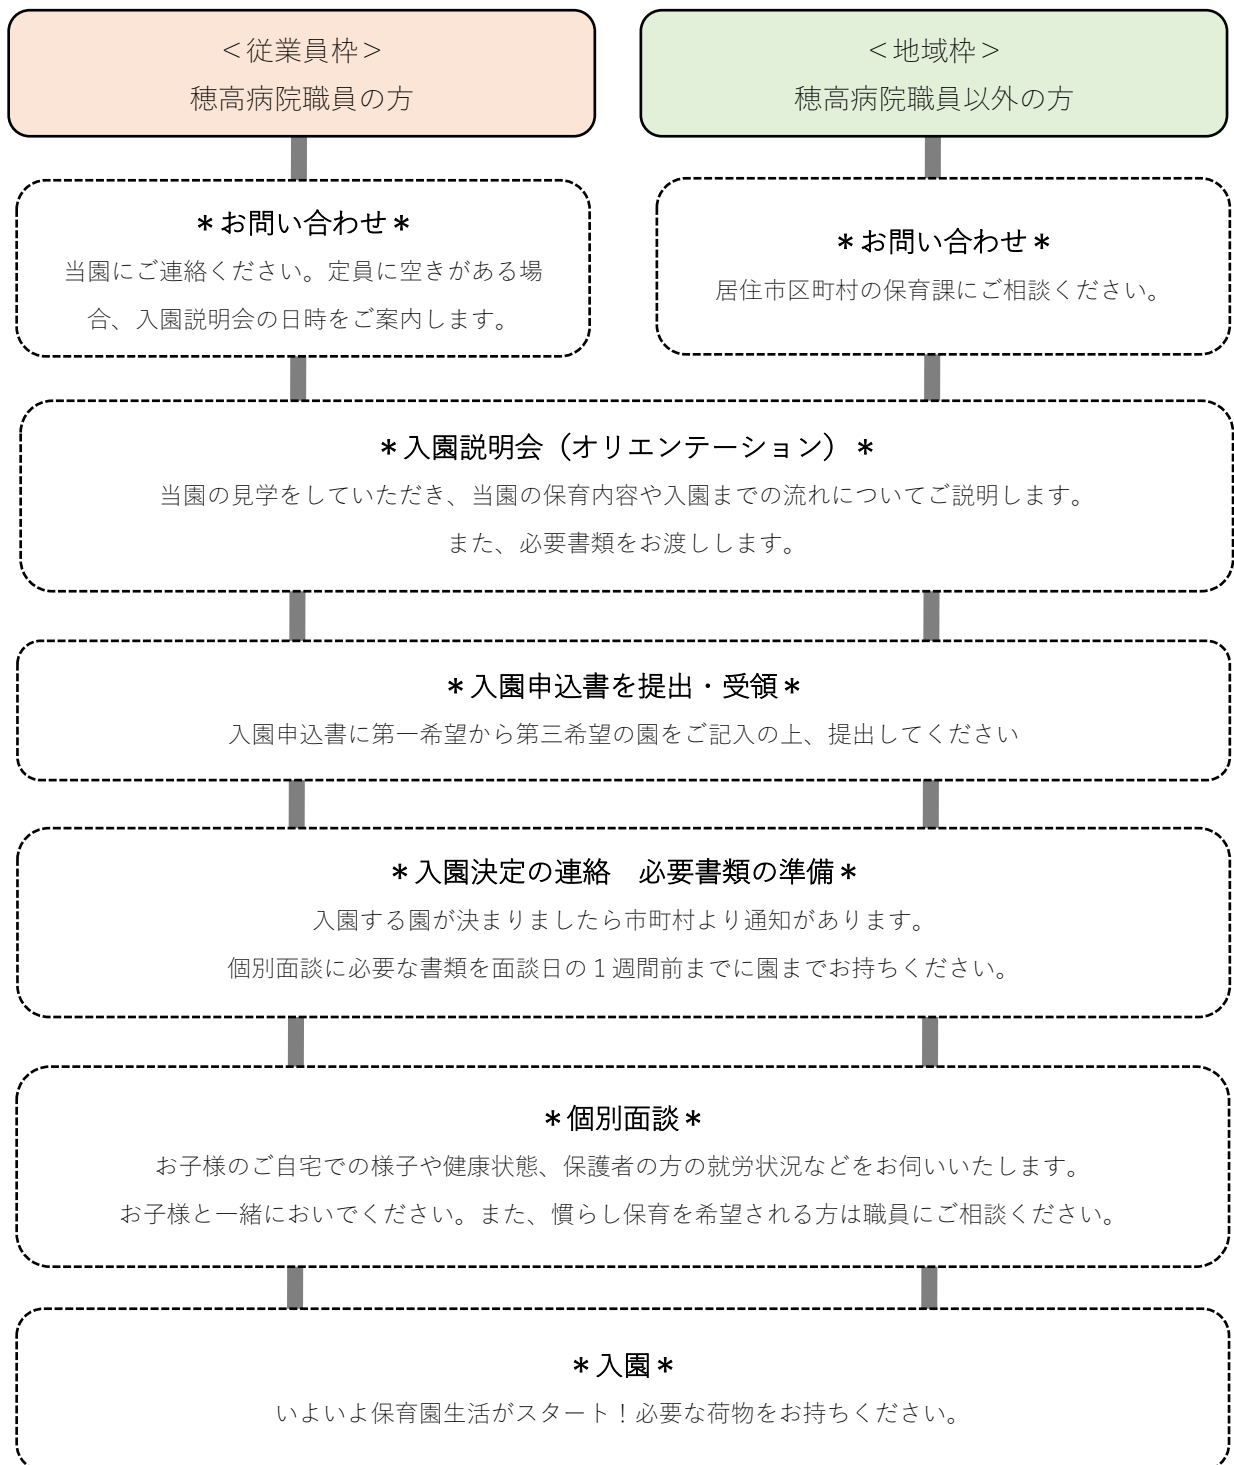 ＜従業員枠＞
穂高病院職員の方
＜地域枠＞
穂高病院職員以外の方
＊お問い合わせ＊
当園にご連絡ください。定員に空きがある場
合、入園説明会の日時をご案内します。
＊お問い合わせ＊
居住市区町村の保育課にご相談ください。
＊入園説明会（オリエンテーション）＊
当園の見学をしていただき、当園の保育内容や入園までの流れについてご説明します。
また、必要書類をお渡しします。
＊入園申込書を提出・受領＊
入園申込書に第一希望から第三希望の園をご記入の上、提出してください
＊入園決定の連絡　必要書類の準備＊
入園する園が決まりましたら市町村より通知があります。
個別面談に必要な書類を面談日の１週間前までに園までお持ちください。
＊個別面談＊
お子様のご自宅での様子や健康状態、保護者の方の就労状況などをお伺いいたします。
お子様と一緒においでください。また、慣らし保育を希望される方は職員にご相談ください。
＊入園＊
いよいよ保育園生活がスタート！必要な荷物をお持ちください。